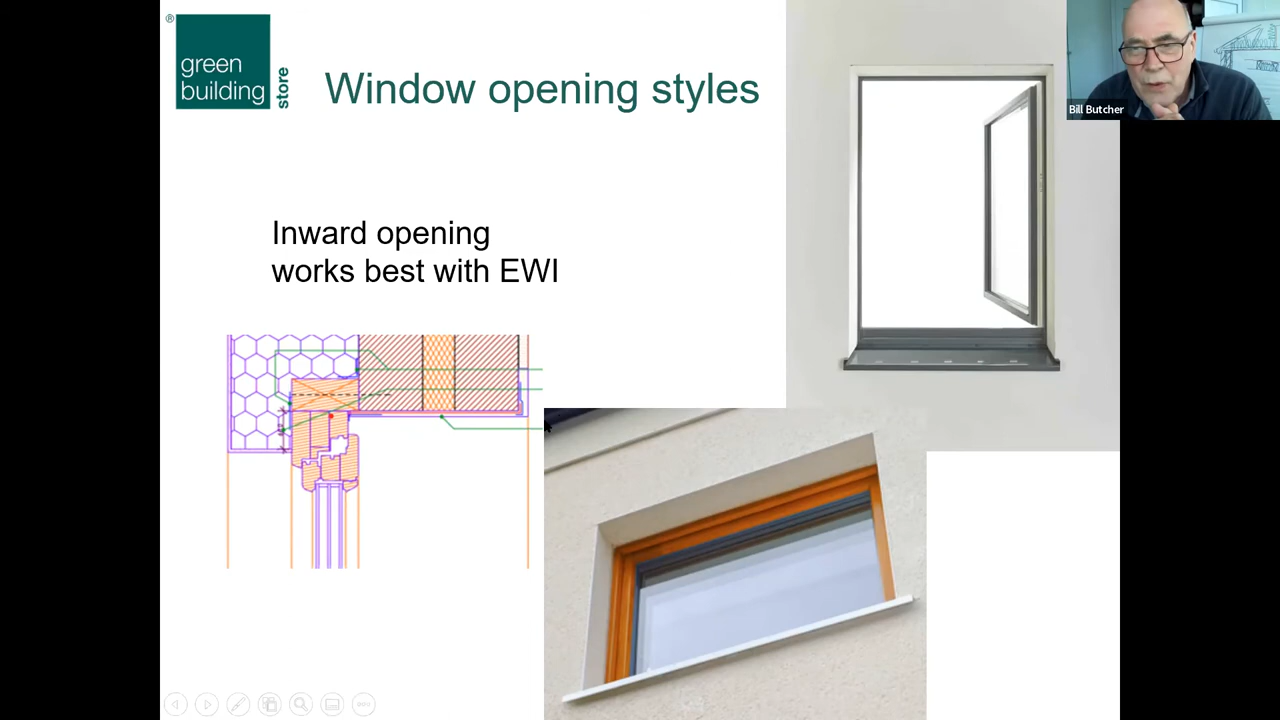 ®
green
building
store
Window opening styles
Bill Butcher
Inward opening
works best with EWI